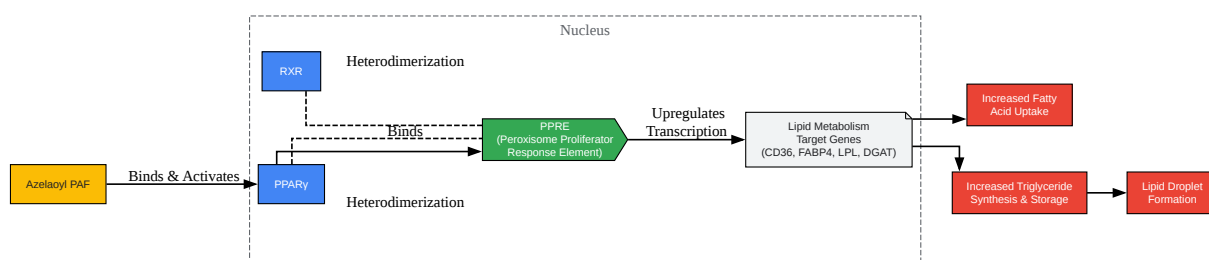 Nucleus
RXR
Heterodimerization
Binds
PPRE
(Peroxisome Proliferator
Response Element)
Upregulates
Transcription
Lipid Metabolism
Target Genes
(CD36, FABP4, LPL, DGAT)
Increased Fatty
Acid Uptake
Azelaoyl PAF
Binds & Activates
PPARγ
Heterodimerization
Increased Triglyceride
Synthesis & Storage
Lipid Droplet
Formation